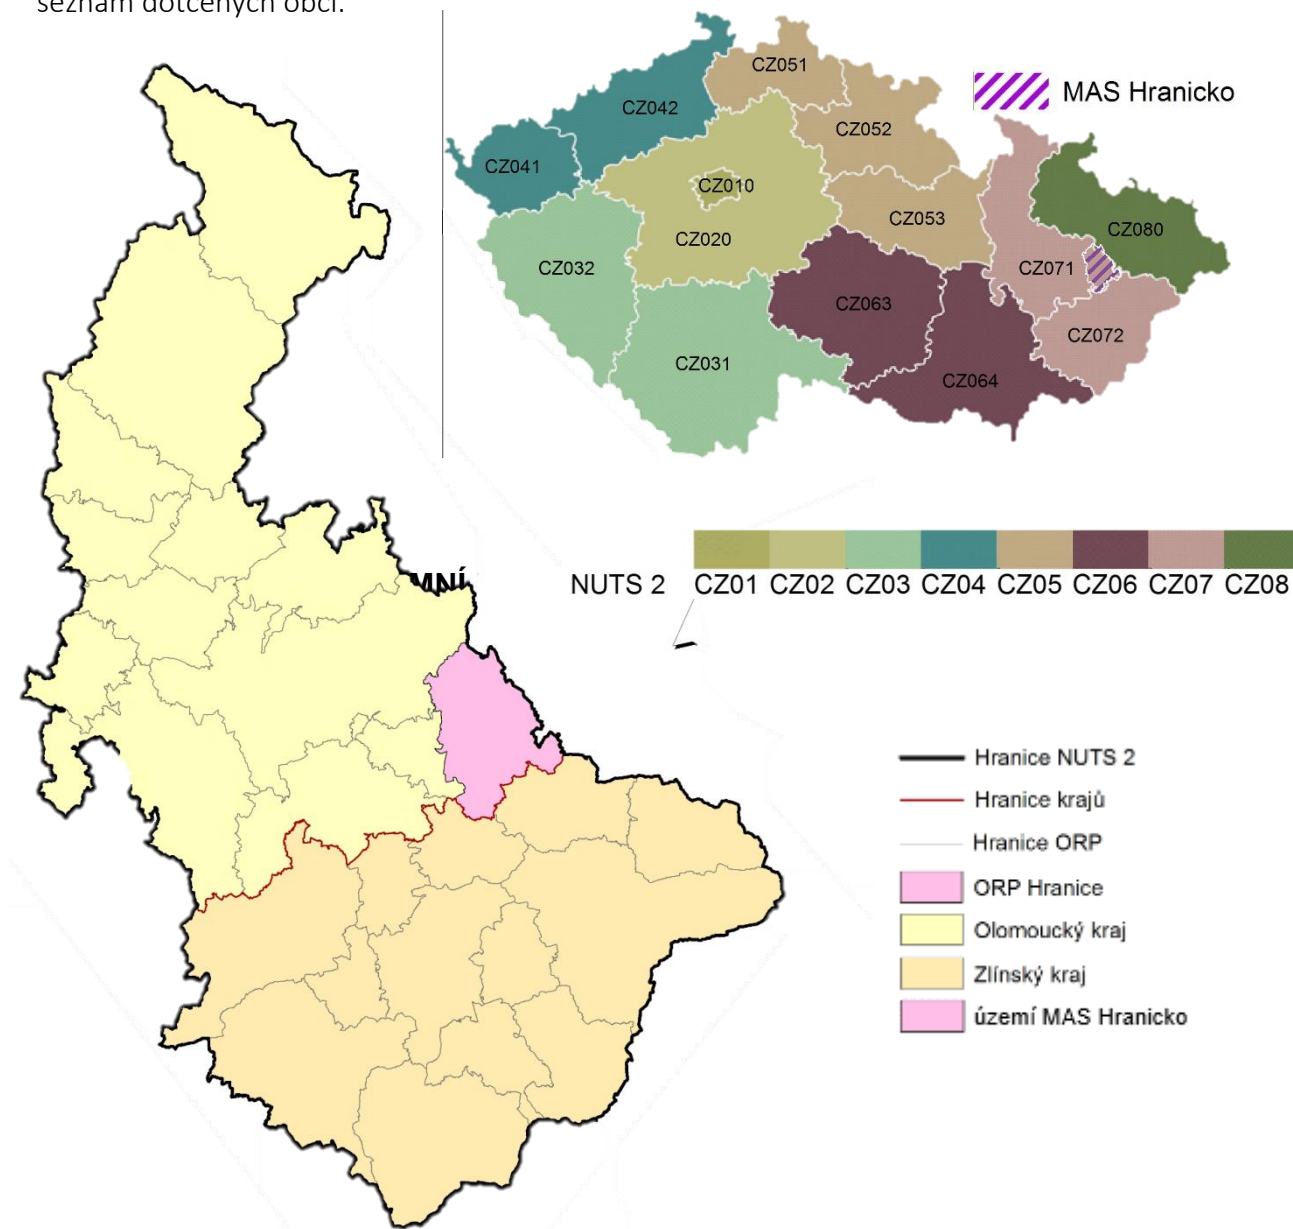 seznam dotčených obcí.
MAS Hranicko
CZ051
CZ042
CZ052
CZ041
CZ010
CZ053
CZ020
CZ080
CZ032
CZ071
CZ063
CZ072
CZ031
CZ064
MNÍ
NUTS 2 CZ01 CZ02 CZ03 CZ04 CZ05 CZ06 CZ07 CZ08
Hranice NUTS 2
Hranice krajů
Hranice ORP
ORP Hranice
Olomoucký kraj
Zlínský kraj
území MAS Hranicko